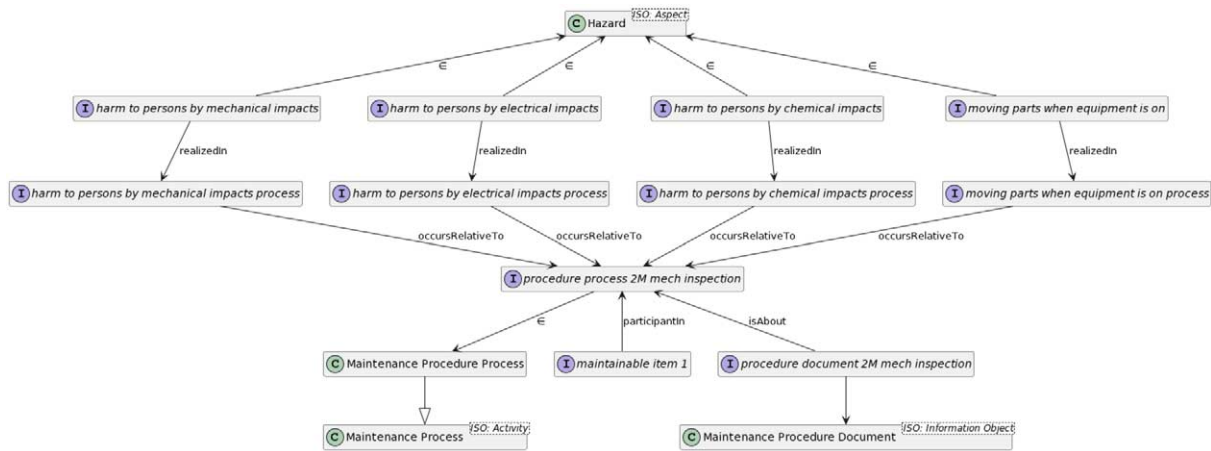 C Hazard ISO: Aspect
∈ ∈ ∈ ∈
I harm to persons by mechanical impacts I harm to persons by electrical impacts I harm to persons by chemical impacts I moving parts when equipment is on
realizedIn realizedIn realizedIn realizedIn
I harm to persons by mechanical impacts process I harm to persons by electrical impacts process I harm to persons by chemical impacts process I moving parts when equipment is on process
occursRelativeTo occursRelativeTo occursRelativeTo occursRelativeTo
I procedure process 2M mech inspection
∈ participantIn isAbout
C Maintenance Procedure Process I maintainable item 1 I procedure document 2M mech inspection
C Maintenance Process ISO: Activity C Maintenance Procedure Document ISO: Information Object